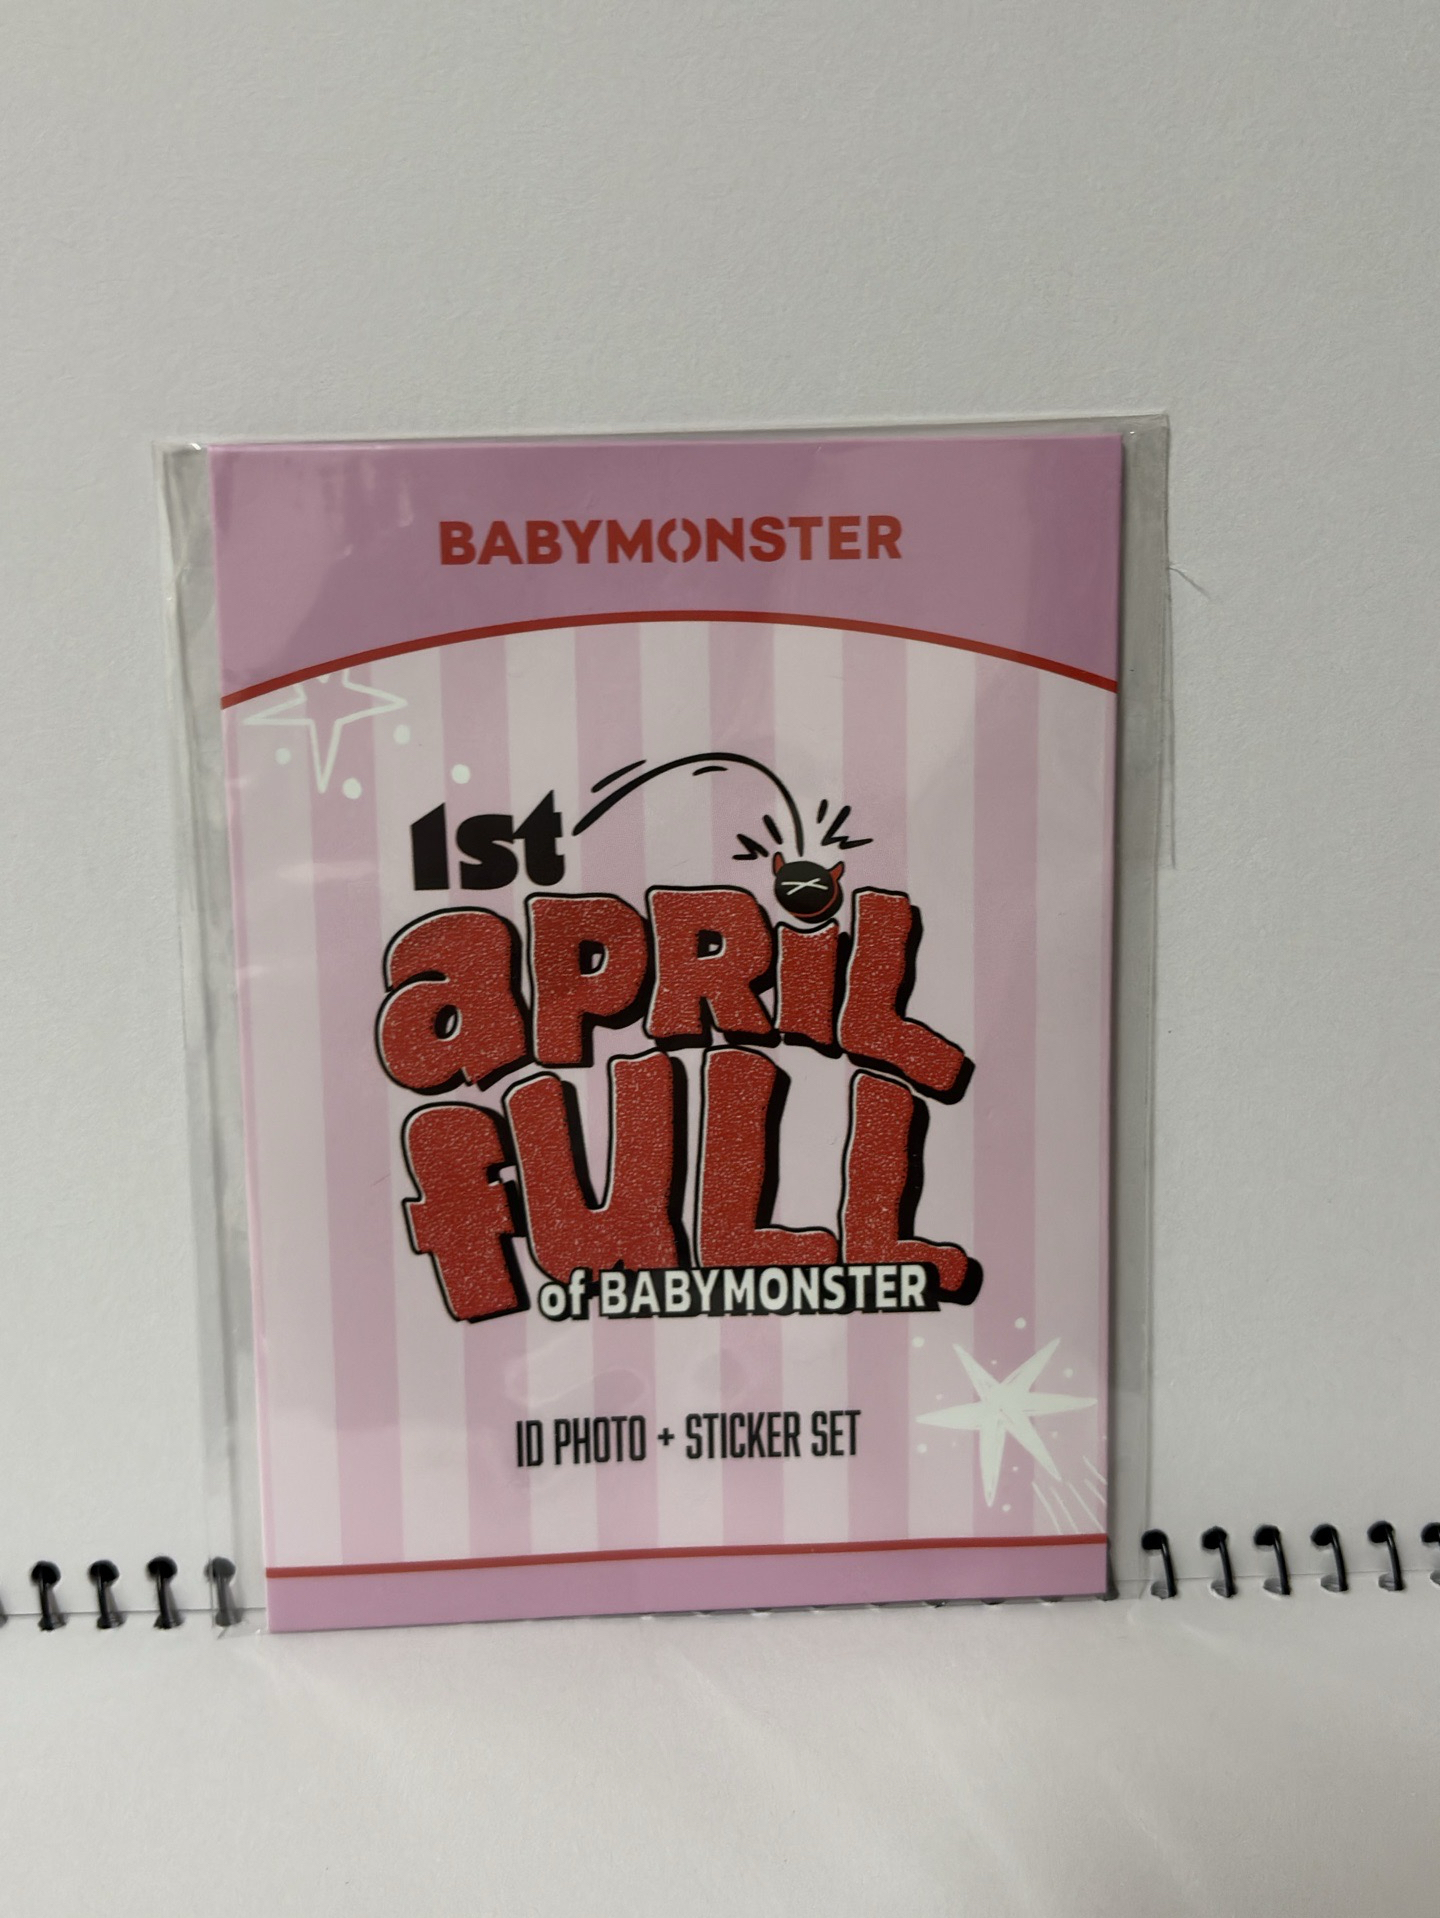 BABYMONSTER
1st
aPRiL
fULL
of BABYMONSTER
ID PHOTO + STICKER SET